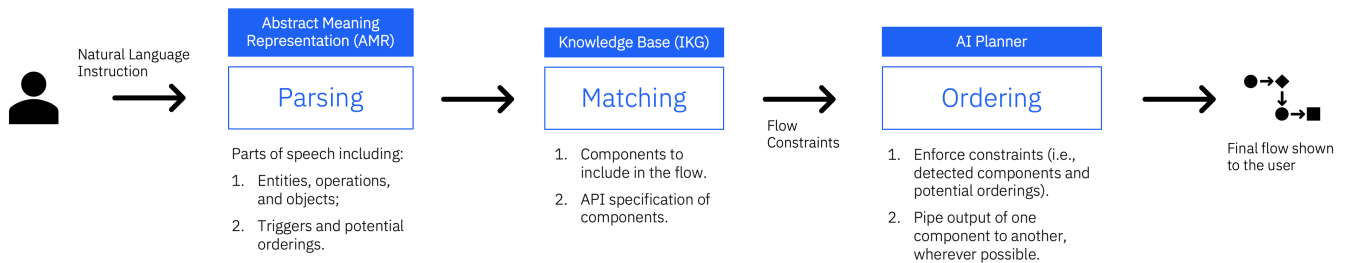 Natural Language
Instruction
Abstract Meaning
Representation (AMR)
Parsing
Parts of speech including:
1. Entities, operations,
and objects;
2. Triggers and potential
orderings.
Knowledge Base (IKG)
Matching
1. Components to
include in the flow.
2. API specification of
components.
Flow
Constraints
AI Planner
Ordering
1. Enforce constraints (i.e.,
detected components and
potential orderings).
2. Pipe output of one
component to another,
wherever possible.
Final flow shown
to the user